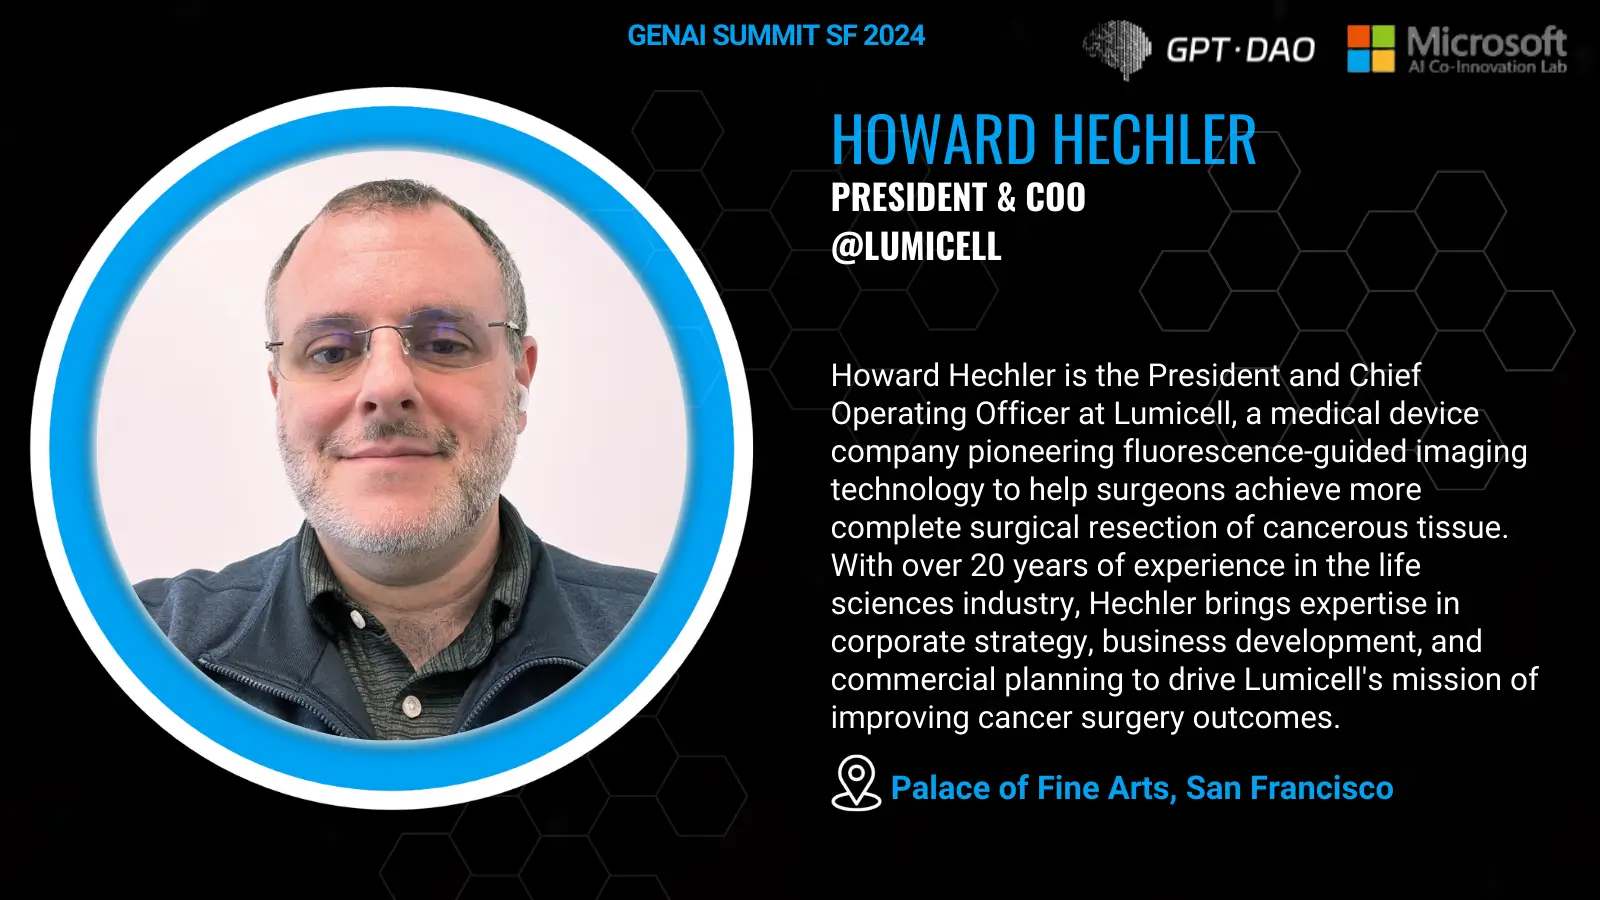 GENAI SUMMIT SF 2024
GPT·DAO
Microsoft
AI Co-Innovation Lab
HOWARD HECHLER
PRESIDENT & COO
@LUMICELL
Howard Hechler is the President and Chief
Operating Officer at Lumicell, a medical device
company pioneering fluorescence-guided imaging
technology to help surgeons achieve more
complete surgical resection of cancerous tissue.
With over 20 years of experience in the life
sciences industry, Hechler brings expertise in
corporate strategy, business development, and
commercial planning to drive Lumicell's mission of
improving cancer surgery outcomes.
Palace of Fine Arts, San Francisco